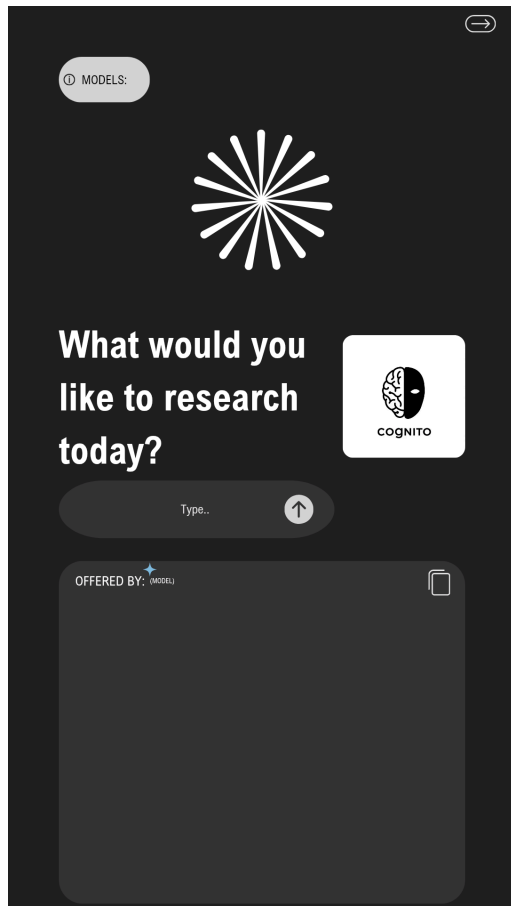 MODELS:
What would you
like to research
today?
COGNITO
Type..
OFFERED BY: (MODEL)